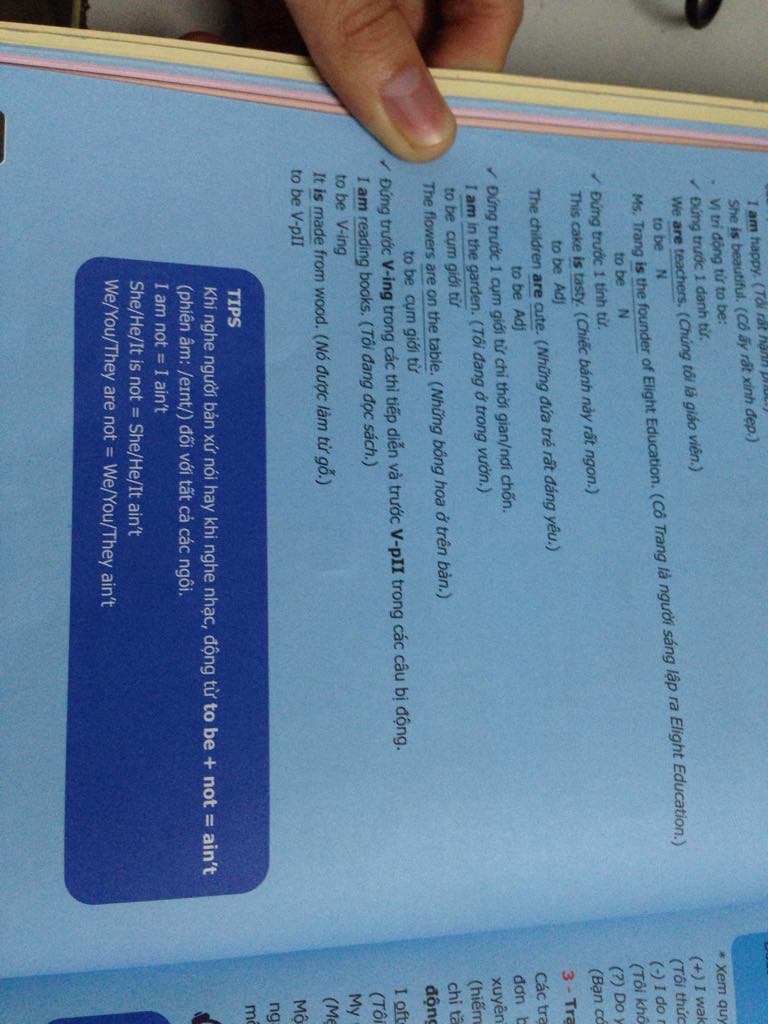 I am happy. (Tôi rất hạnh phúc.)
She is beautiful. (Cô ấy rất xinh đẹp.)
- Vị trí động từ to be:
✓ Đứng trước 1 danh từ.
We are teachers. (Chúng tôi là giáo viên.)
to be N
Ms. Trang is the founder of Elight Education. (Cô Trang là người sáng lập ra Elight Education.)
to be N
✓ Đứng trước 1 tính từ.
This cake is tasty. (Chiếc bánh này rất ngon.)
to be Adj
The children are cute. (Những đứa trẻ rất đáng yêu.)
to be Adj
✓ Đứng trước 1 cụm giới từ chỉ thời gian/nơi chốn.
I am in the garden. (Tôi đang ở trong vườn.)
to be cụm giới từ
The flowers are on the table. (Những bông hoa ở trên bàn.)
to be cụm giới từ
✓ Đứng trước V-ing trong các thì tiếp diễn và trước V-pII trong các câu bị động.
I am reading books. (Tôi đang đọc sách.)
to be V-ing
It is made from wood. (Nó được làm từ gỗ.)
to be V-pII
TIPS
Khi nghe người bản xứ nói hay khi nghe nhạc, động từ to be + not = ain't
(phiên âm: /eɪnt/) đối với tất cả các ngôi.
I am not = I ain't
She/He/It is not = She/He/It ain't
We/You/They are not = We/You/They ain't
* Xem quy
(+) I wak
(Tôi thức
(-) I do
(Tôi khô
(?) Do y
(Bạn có
3 - Trạ
Các trạ
đơn b
xuyên
(hiếm
chỉ tầ
động
I oft
(Tôi
My
(Mẹ
Mộ
ng
mô